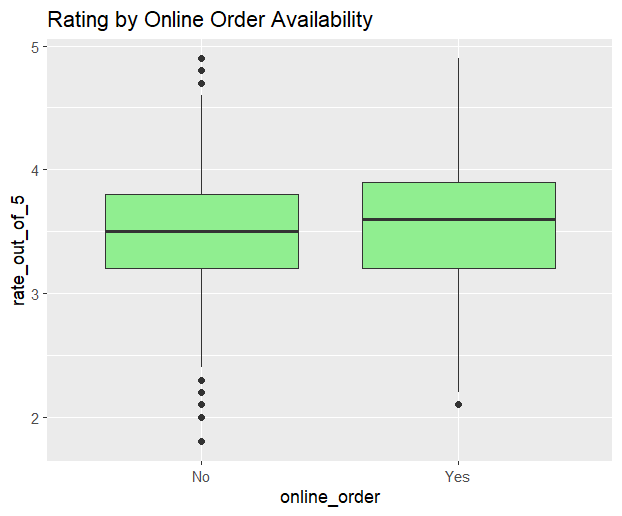 Rating by Online Order Availability
5
4
3
2
rate_out_of_5
No Yes
online_order